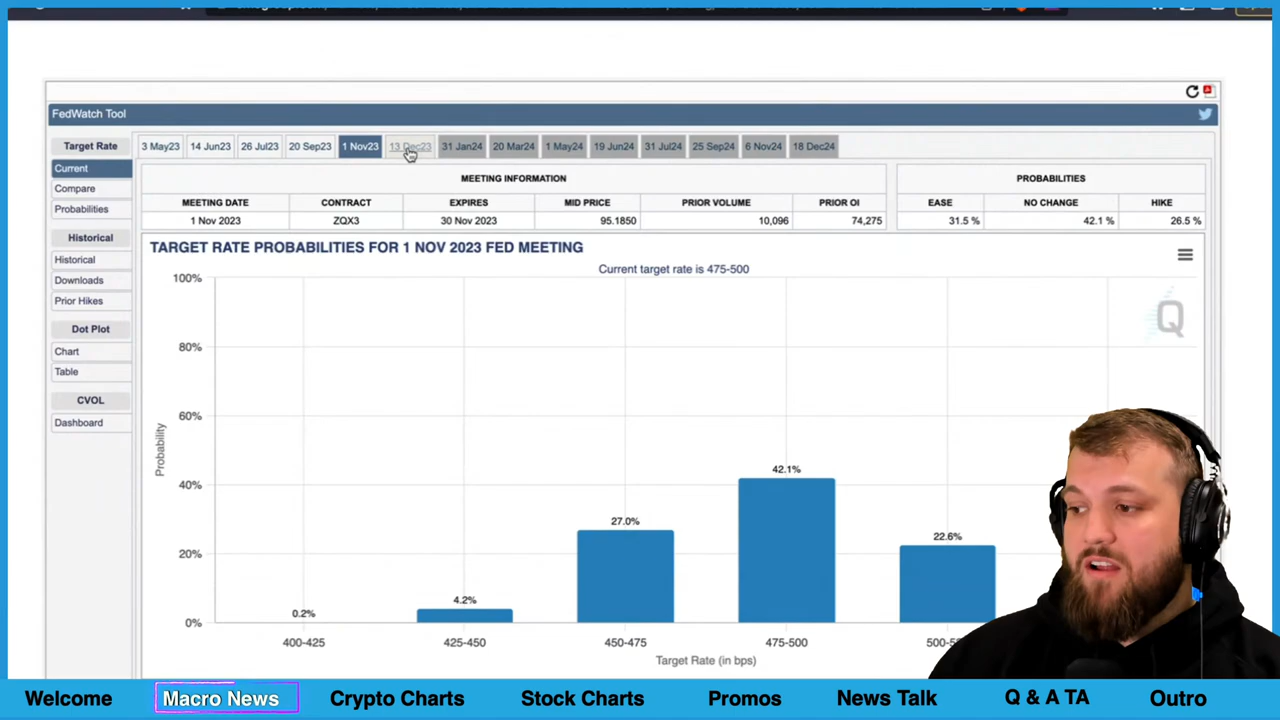 FedWatch Tool
Target Rate
3 May23 14 Jun23 26 Jul23 20 Sep23 1 Nov23 13 Dec23 31 Jan24 20 Mar24 1 May24 19 Jun24 31 Jul24 25 Sep24 6 Nov24 18 Dec24
Current
Compare
Probabilities
Historical
Historical
Downloads
Prior Hikes
Dot Plot
Chart
Table
CVOL
Dashboard
MEETING INFORMATION
MEETING DATE CONTRACT EXPIRES MID PRICE PRIOR VOLUME PRIOR OI
1 Nov 2023 ZQX3 30 Nov 2023 95.1850 10,096 74,275
PROBABILITIES
EASE NO CHANGE HIKE
31.5 % 42.1 % 26.5 %
TARGET RATE PROBABILITIES FOR 1 NOV 2023 FED MEETING
Current target rate is 475-500
Q
Probability
100%
80%
60%
40%
20%
0%
0.2%
4.2%
27.0%
42.1%
22.6%
400-425 425-450 450-475 475-500
Target Rate (in bps)
Welcome Macro News Crypto Charts Stock Charts Promos News Talk Q & A TA Outro